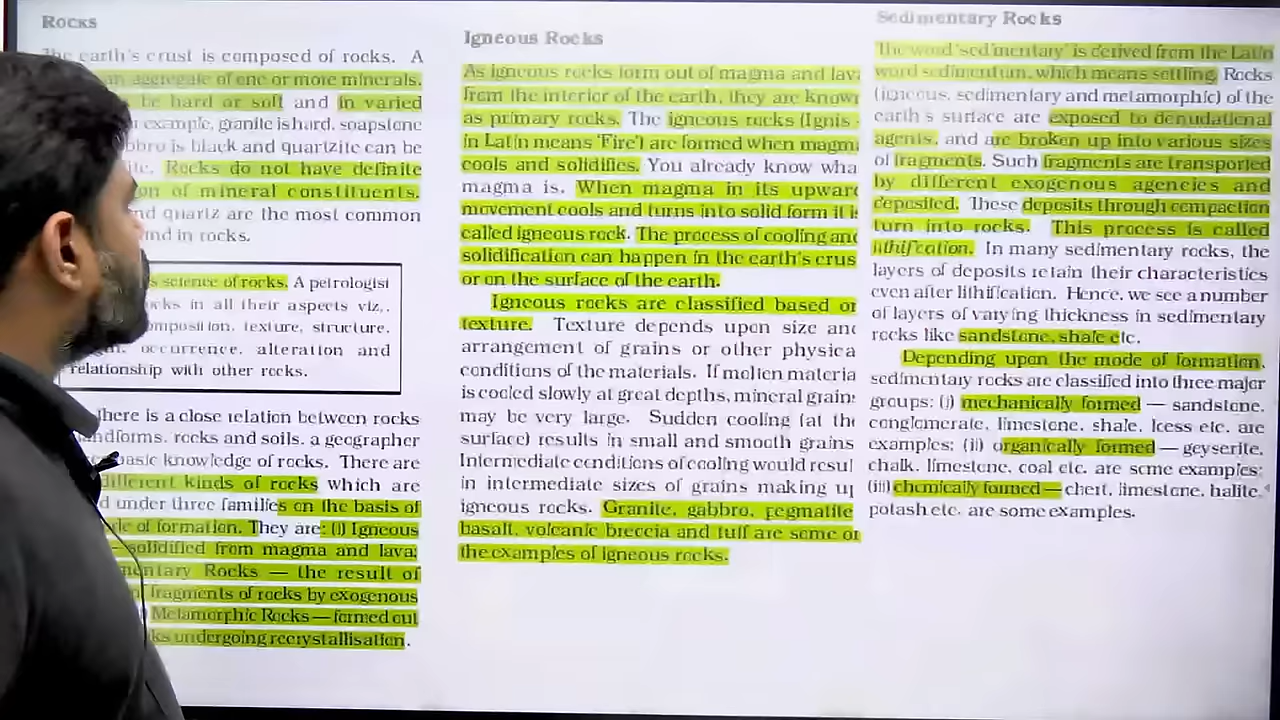 Rocks
The earth's crust is composed of rocks. A
an aggregate of one or more minerals.
be hard or soft and in varied
example, granite is hard, soapstone
is black and quartzite can be
Rocks do not have definite
of mineral constituents.
and quartz are the most common
in rocks.
science of rocks. A petrologist
in all their aspects viz.,
composition, texture, structure,
occurrence, alteration and
relationship with other rocks.
there is a close relation between rocks
landforms, rocks and soils, a geographer
basic knowledge of rocks. There are
different kinds of rocks which are
under three families on the basis of
of formation. They are: (i) Igneous
— solidified from magma and lava;
Rocks — the result of
fragments of rocks by exogenous
Metamorphic Rocks — formed out
undergoing recrystallisation.
Igneous Rocks
As igneous rocks form out of magma and lava
from the interior of the earth, they are known
as primary rocks. The igneous rocks (Ignis
in Latin means 'Fire') are formed when magma
cools and solidifies. You already know wha
magma is. When magma in its upward
movement cools and turns into solid form it is
called igneous rock. The process of cooling and
solidification can happen in the earth's crus
or on the surface of the earth.
Igneous rocks are classified based on
texture. Texture depends upon size and
arrangement of grains or other physica
conditions of the materials. If molten materia
is cooled slowly at great depths, mineral grains
may be very large. Sudden cooling (at the
surface) results in small and smooth grains
Intermediate conditions of cooling would resul
in intermediate sizes of grains making up
igneous rocks. Granite, gabbro, pegmatite
basalt, volcanic breccia and tuff are some of
the examples of igneous rocks.
Sedimentary Rocks
The word 'sedimentary' is derived from the Latin
word sedimentum, which means settling. Rocks
(igneous, sedimentary and metamorphic) of the
earth's surface are exposed to denudational
agents, and are broken up into various sizes
of fragments. Such fragments are transported
by different exogenous agencies and
deposited. These deposits through compaction
turn into rocks. This process is called
lithification. In many sedimentary rocks, the
layers of deposits retain their characteristics
even after lithification. Hence, we see a number
of layers of varying thickness in sedimentary
rocks like sandstone, shale etc.
Depending upon the mode of formation,
sedimentary rocks are classified into three major
groups: (i) mechanically formed — sandstone,
conglomerate, limestone, shale, loess etc. are
examples; (ii) organically formed — geyserite,
chalk, limestone, coal etc. are some examples;
(iii) chemically formed — chert, limestone, halite,
potash etc. are some examples.